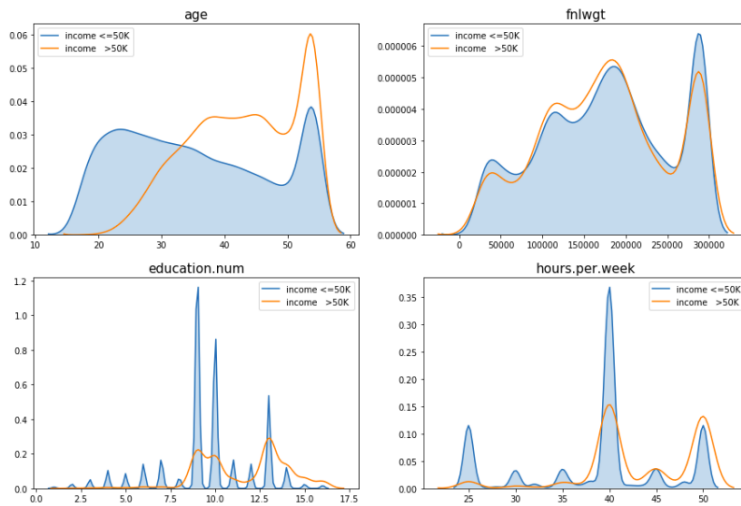 age
0.06
0.05
0.04
0.03
0.02
0.01
0.00
income <=50K
income >50K
10 20 30 40 50 60
fnlwgt
0.000006
0.000005
0.000004
0.000003
0.000002
0.000001
0.000000
income <=50K
income >50K
0 50000 100000 150000 200000 250000 300000
education.num
1.2
1.0
0.8
0.6
0.4
0.2
0.0
income <=50K
income >50K
0.0 2.5 5.0 7.5 10.0 12.5 15.0 17.5
hours.per.week
0.35
0.30
0.25
0.20
0.15
0.10
0.05
0.00
income <=50K
income >50K
25 30 35 40 45 50